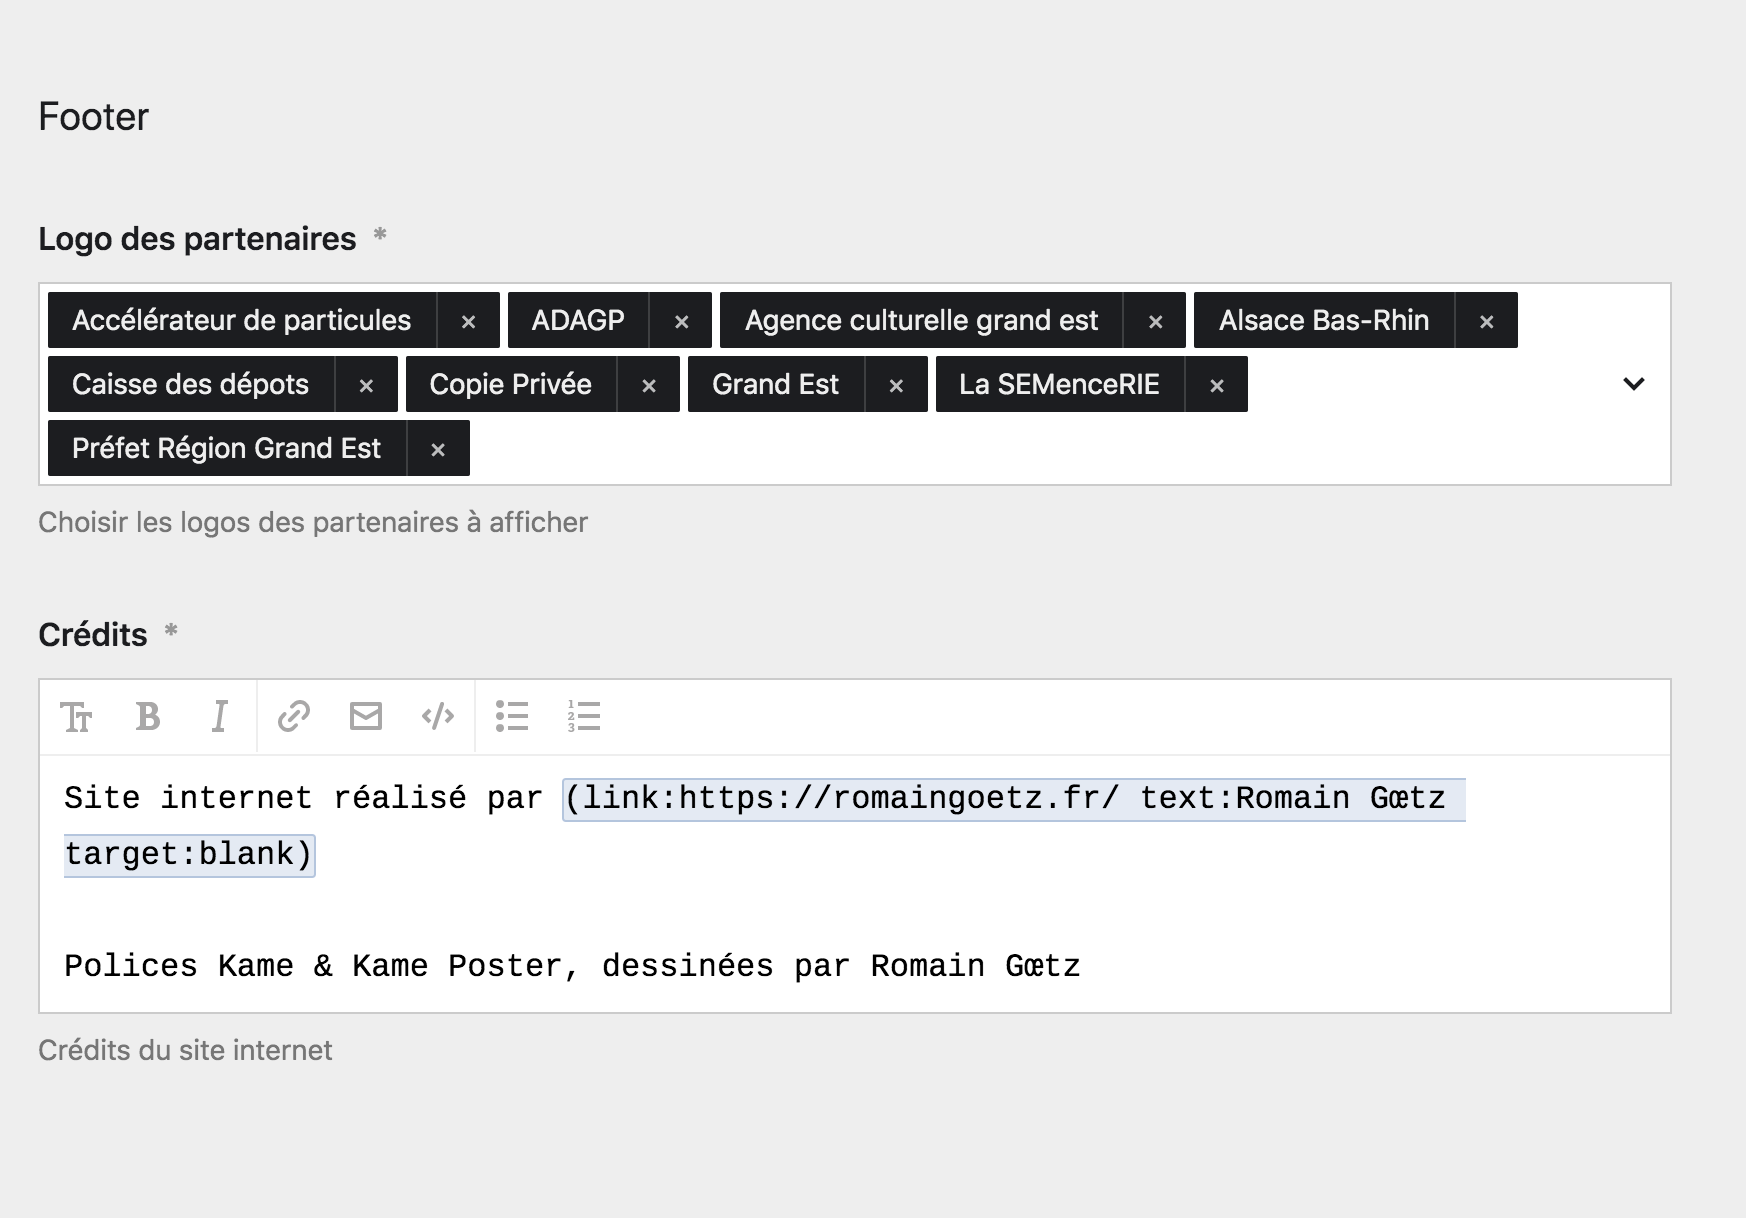 Footer
Logo des partenaires *
Accélérateur de particules × ADAGP × Agence culturelle grand est × Alsace Bas-Rhin ×
Caisse des dépots × Copie Privée × Grand Est × La SEMenceRIE ×
Préfet Région Grand Est ×
Choisir les logos des partenaires à afficher
Crédits *
Site internet réalisé par (link:https://romaingoetz.fr/ text:Romain Gœtz
target:blank)
Polices Kame & Kame Poster, dessinées par Romain Gœtz
Crédits du site internet